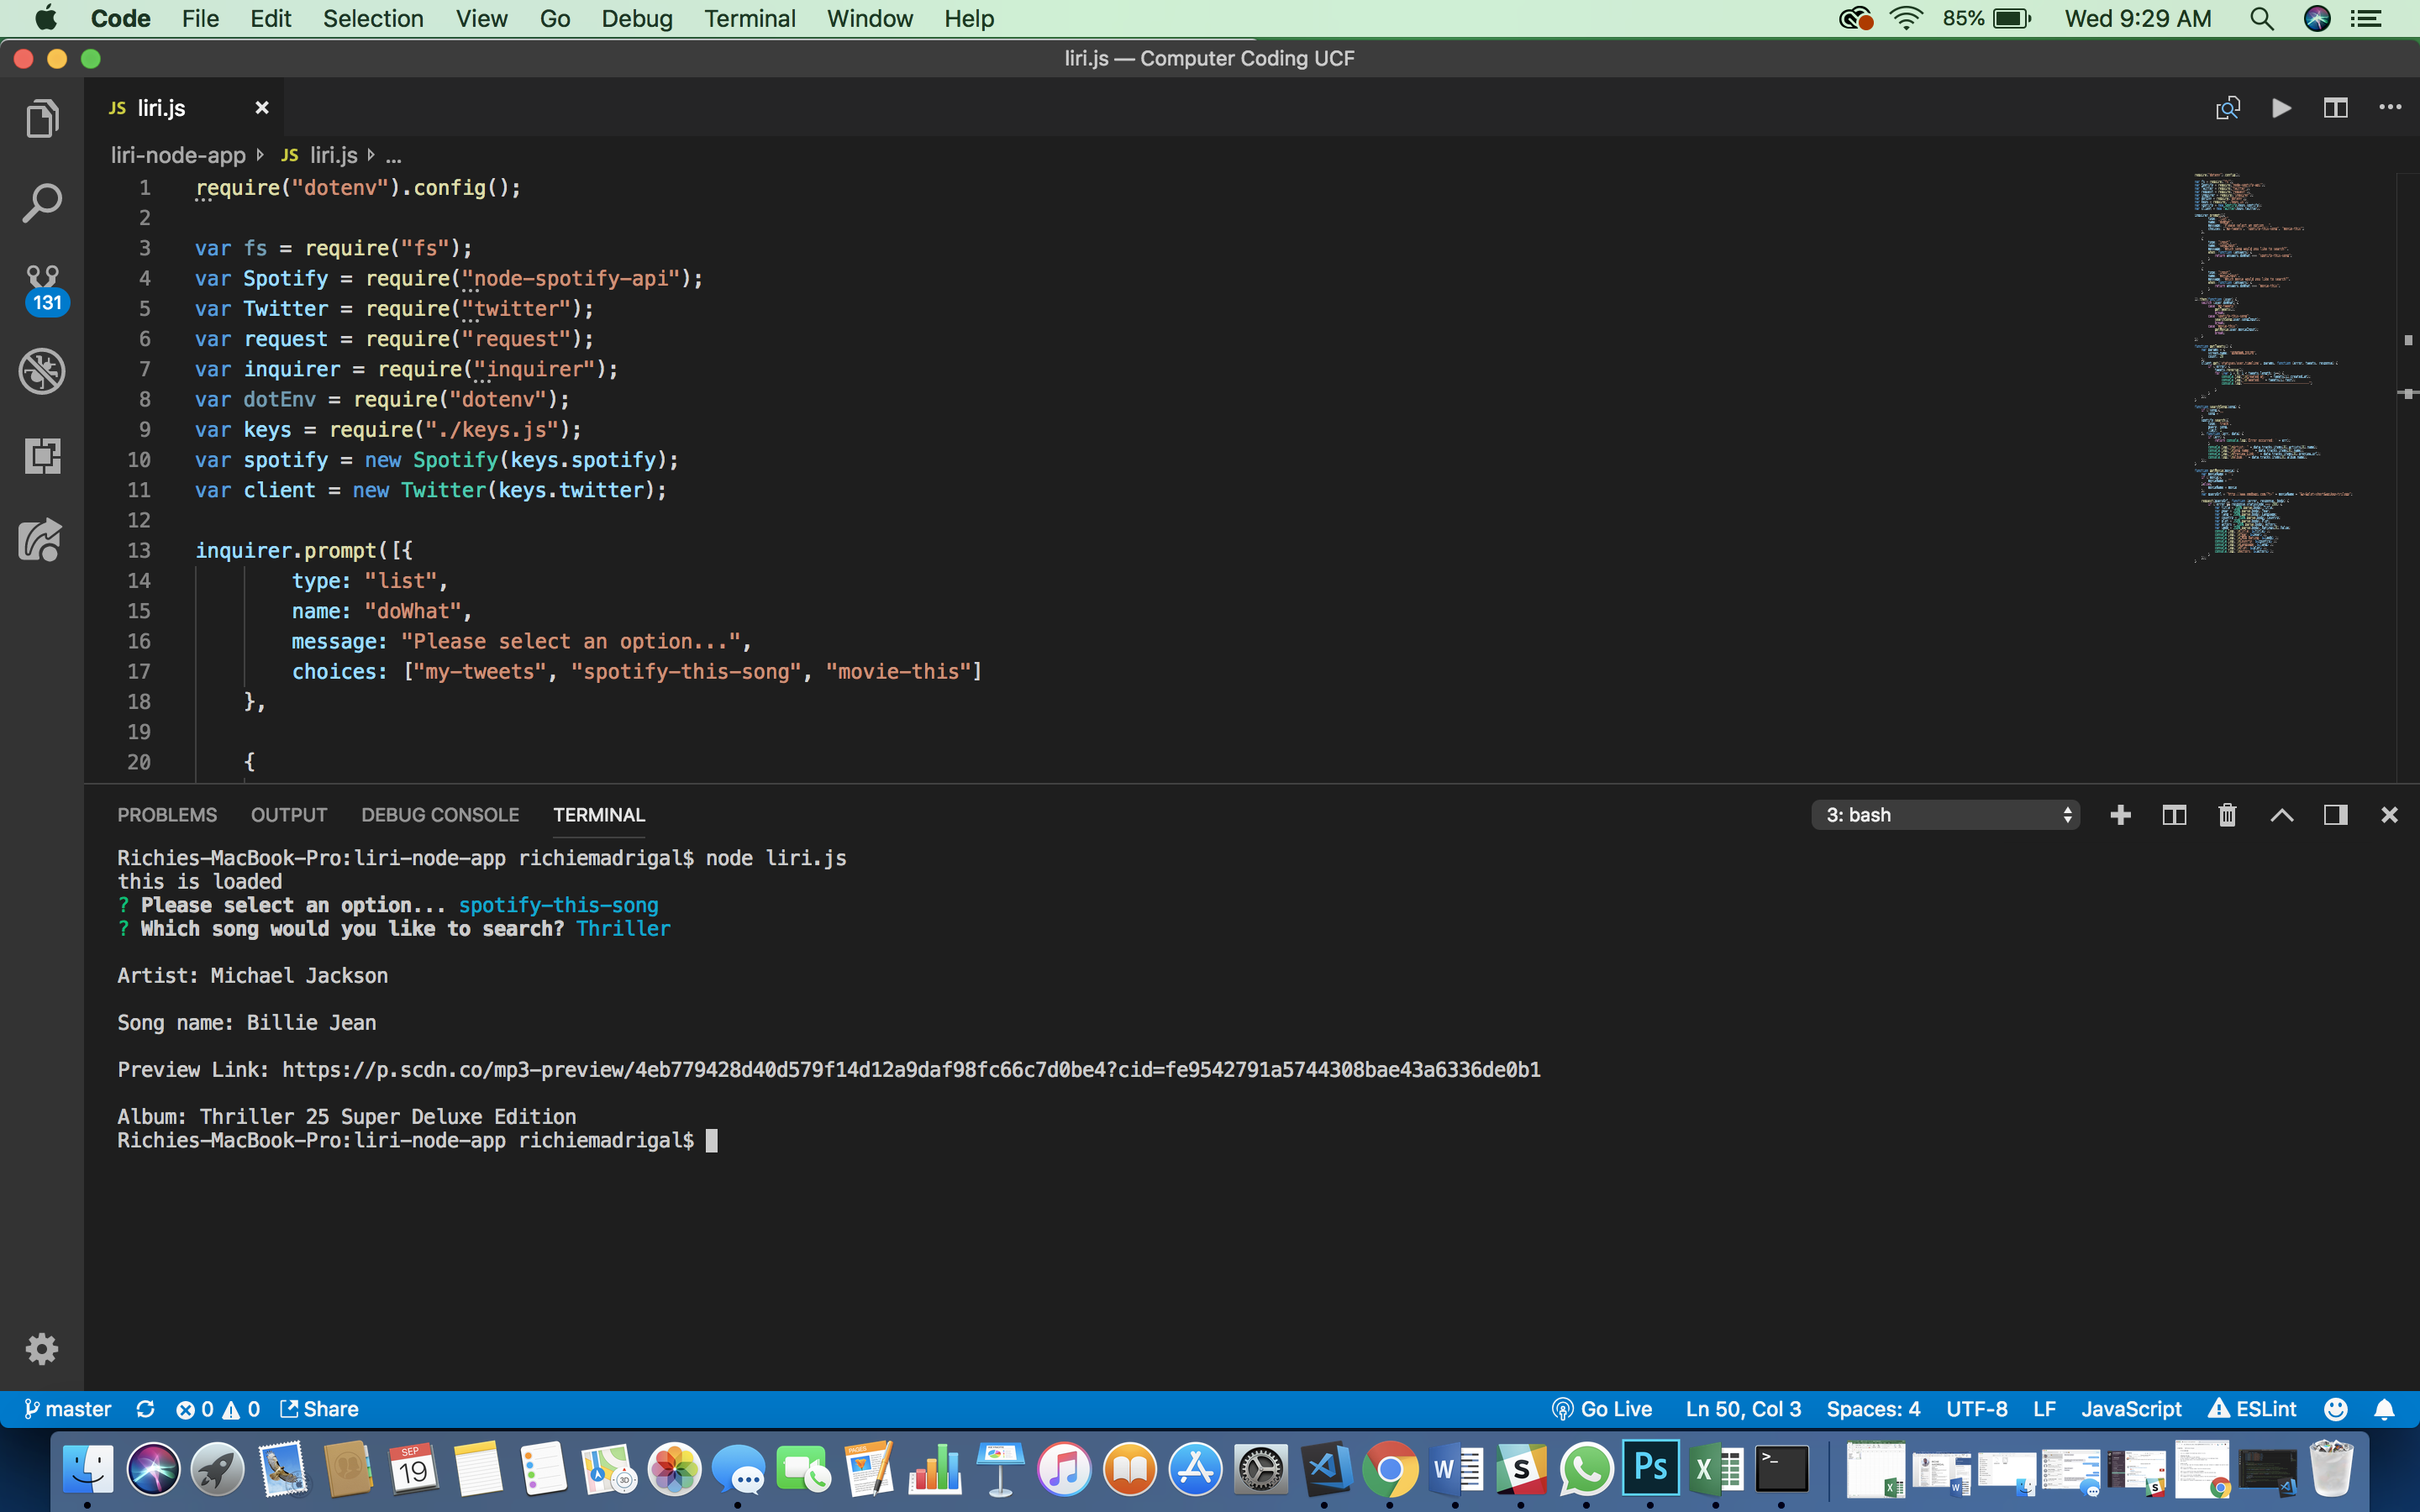 Code File Edit Selection View Go Debug Terminal Window Help 85% Wed 9:29 AM
liri.js — Computer Coding UCF
JS liri.js
liri-node-app JS liri.js ...
131
1 require("dotenv").config();
2
3 var fs = require("fs");
4 var Spotify = require("node-spotify-api");
5 var Twitter = require("twitter");
6 var request = require("request");
7 var inquirer = require("inquirer");
8 var dotEnv = require("dotenv");
9 var keys = require("./keys.js");
10 var spotify = new Spotify(keys.spotify);
11 var client = new Twitter(keys.twitter);
12
13 inquirer.prompt([{
14 type: "list",
15 name: "doWhat",
16 message: "Please select an option...",
17 choices: ["my-tweets", "spotify-this-song", "movie-this"]
18 },
19
20 {
PROBLEMS OUTPUT DEBUG CONSOLE TERMINAL 3: bash
Richies-MacBook-Pro:liri-node-app richiemadrigal$ node liri.js
this is loaded
? Please select an option... spotify-this-song
? Which song would you like to search? Thriller
Artist: Michael Jackson
Song name: Billie Jean
Preview Link: https://p.scdn.co/mp3-preview/4eb779428d40d579f14d12a9daf98fc66c7d0be4?cid=fe9542791a5744308bae43a6336de0b1
Album: Thriller 25 Super Deluxe Edition
Richies-MacBook-Pro:liri-node-app richiemadrigal$
master 0 0 Share Go Live Ln 50, Col 3 Spaces: 4 UTF-8 LF JavaScript ESLint
SEP
19
PAGES
3D
W
S
Ps
X
>_